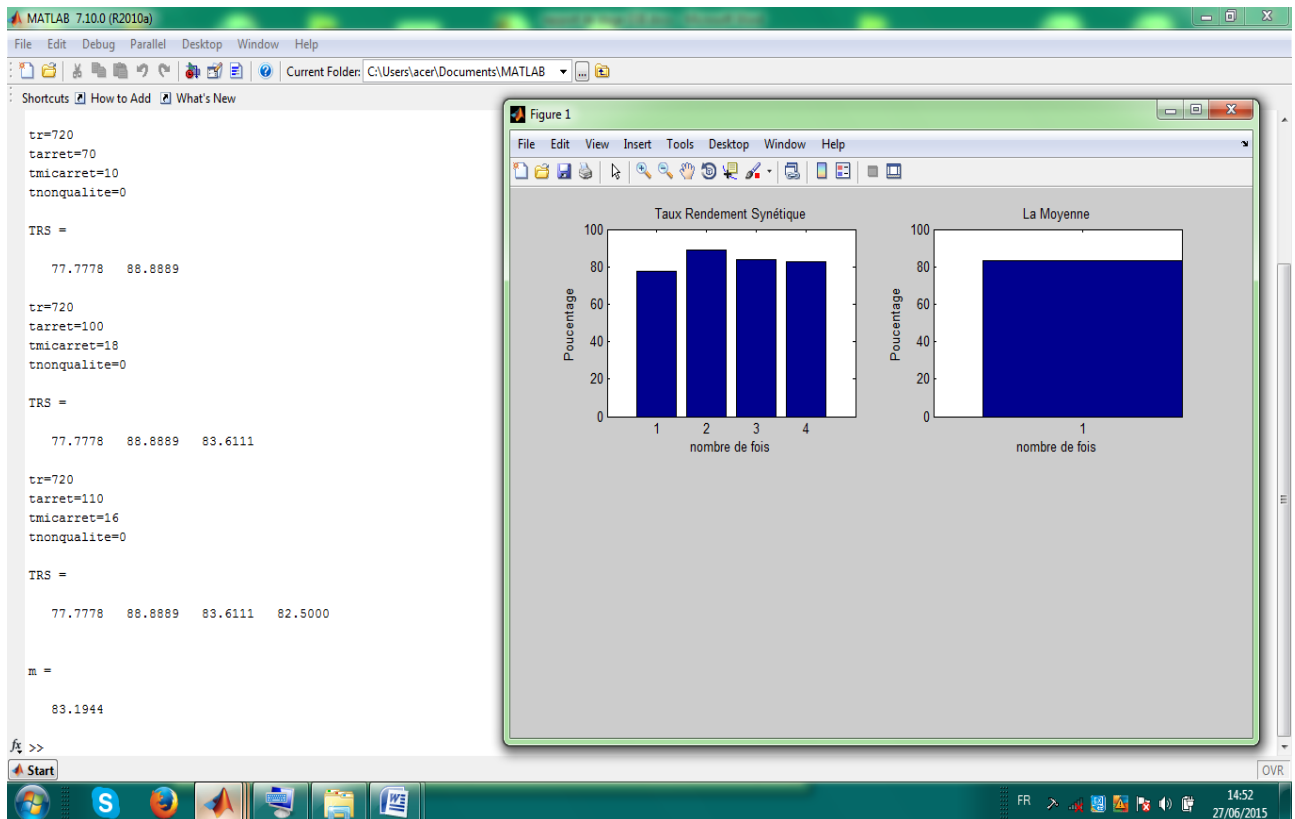 MATLAB 7.10.0 (R2010a)
File Edit Debug Parallel Desktop Window Help
Current Folder: C:\Users\acer\Documents\MATLAB
Shortcuts How to Add What's New
tr=720
tarret=70
tmicarret=10
tnonqualite=0
TRS =
77.7778 88.8889
tr=720
tarret=100
tmicarret=18
tnonqualite=0
TRS =
77.7778 88.8889 83.6111
tr=720
tarret=110
tmicarret=16
tnonqualite=0
TRS =
77.7778 88.8889 83.6111 82.5000
m =
83.1944
fx >>
Figure 1
File Edit View Insert Tools Desktop Window Help
Taux Rendement Synétique
100
80
60
40
20
0
Poucentage
1 2 3 4
nombre de fois
La Moyenne
100
80
60
40
20
0
Poucentage
1
nombre de fois
Start
OVR
FR
14:52
27/06/2015